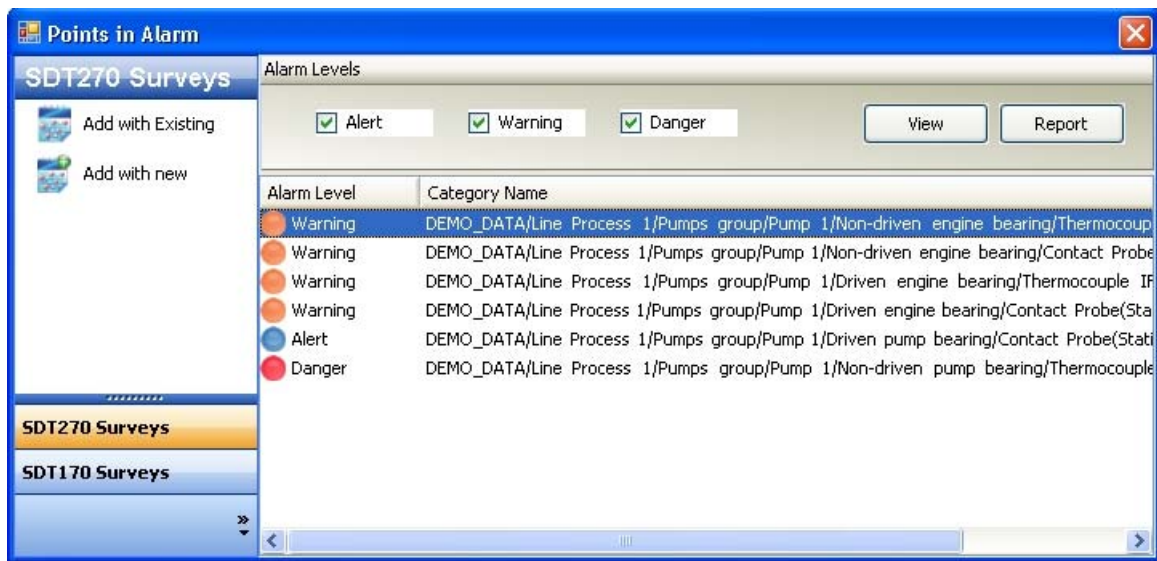 Points in Alarm
SDT270 Surveys
Add with Existing
Add with new
SDT270 Surveys
SDT170 Surveys
Alarm Levels
Alert Warning Danger View Report
Alarm Level Category Name
Warning DEMO_DATA/Line Process 1/Pumps group/Pump 1/Non-driven engine bearing/Thermocoup
Warning DEMO_DATA/Line Process 1/Pumps group/Pump 1/Non-driven engine bearing/Contact Probe
Warning DEMO_DATA/Line Process 1/Pumps group/Pump 1/Driven engine bearing/Thermocouple IF
Warning DEMO_DATA/Line Process 1/Pumps group/Pump 1/Driven engine bearing/Contact Probe(Sta
Alert DEMO_DATA/Line Process 1/Pumps group/Pump 1/Driven pump bearing/Contact Probe(Stati
Danger DEMO_DATA/Line Process 1/Pumps group/Pump 1/Non-driven pump bearing/Thermocouple